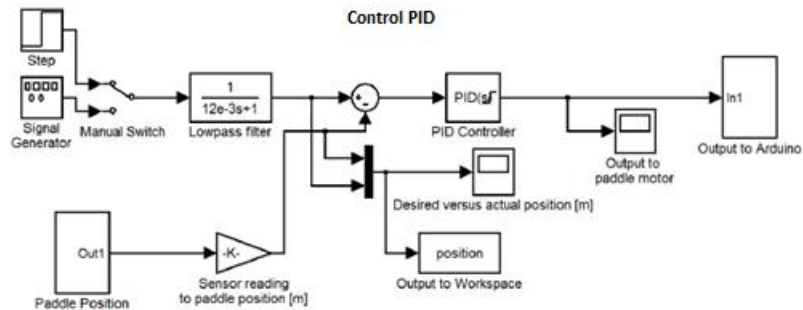 Control PID
Step
Signal
Generator
Manual Switch
1
12e-3s+1
Lowpass filter
+
-
PID(s)
PID Controller
Output to
paddle motor
In1
Output to Arduino
Desired versus actual position [m]
position
Output to Workspace
Out1
Paddle Position
-K-
Sensor reading
to paddle position [m]